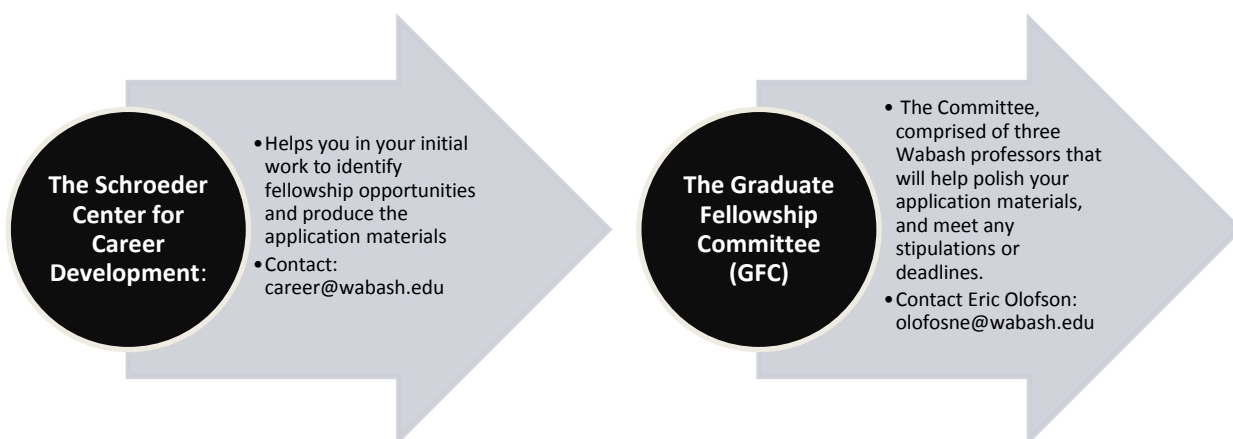 The Schroeder
Center for
Career
Development:
•Helps you in your initial
work to identify
fellowship opportunities
and produce the
application materials
•Contact:
career@wabash.edu
The Graduate
Fellowship
Committee
(GFC)
• The Committee,
comprised of three
Wabash professors that
will help polish your
application materials,
and meet any
stipulations or
deadlines.
•Contact Eric Olofson:
olofosne@wabash.edu